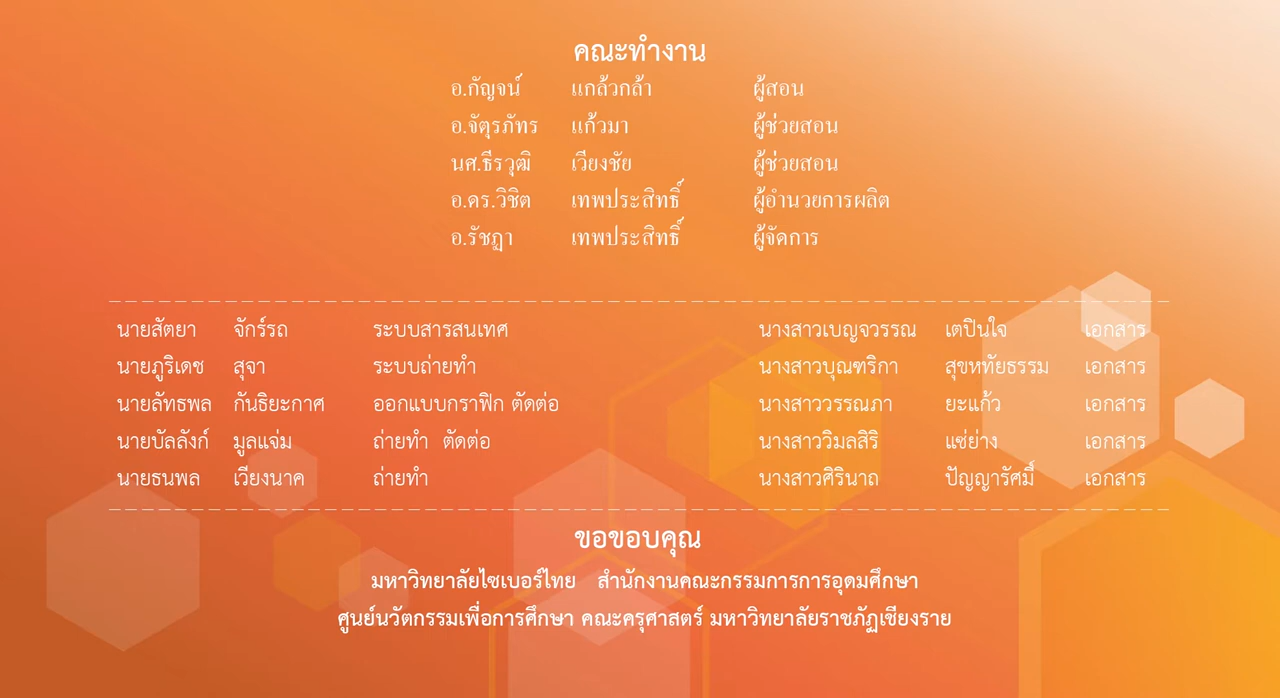 คณะทำงาน
อ.กัญจน์ แกล้วกล้า ผู้สอน
อ.จัตุรภัทร แก้วมา ผู้ช่วยสอน
นศ.ธีรวุฒิ เวียงชัย ผู้ช่วยสอน
อ.ดร.วิชิต เทพประสิทธิ์ ผู้อำนวยการผลิต
อ.รัชฎา เทพประสิทธิ์ ผู้จัดการ
นายสัตยา จักร์รถ ระบบสารสนเทศ นางสาวเบญจวรรณ เตปินใจ เอกสาร
นายภูริเดช สุจา ระบบถ่ายทำ นางสาวบุณฑริกา สุขหทัยธรรม เอกสาร
นายลัทธพล กันธิยะกาศ ออกแบบกราฟิก ตัดต่อ นางสาววรรณภา ยะแก้ว เอกสาร
นายบัลลังก์ มูลแจ่ม ถ่ายทำ ตัดต่อ นางสาววิมลสิริ แซ่ย่าง เอกสาร
นายธนพล เวียงนาค ถ่ายทำ นางสาวศิรินาถ ปัญญารัศมิ์ เอกสาร
ขอขอบคุณ
มหาวิทยาลัยไซเบอร์ไทย สำนักงานคณะกรรมการการอุดมศึกษา
ศูนย์นวัตกรรมเพื่อการศึกษา คณะครุศาสตร์ มหาวิทยาลัยราชภัฏเชียงราย